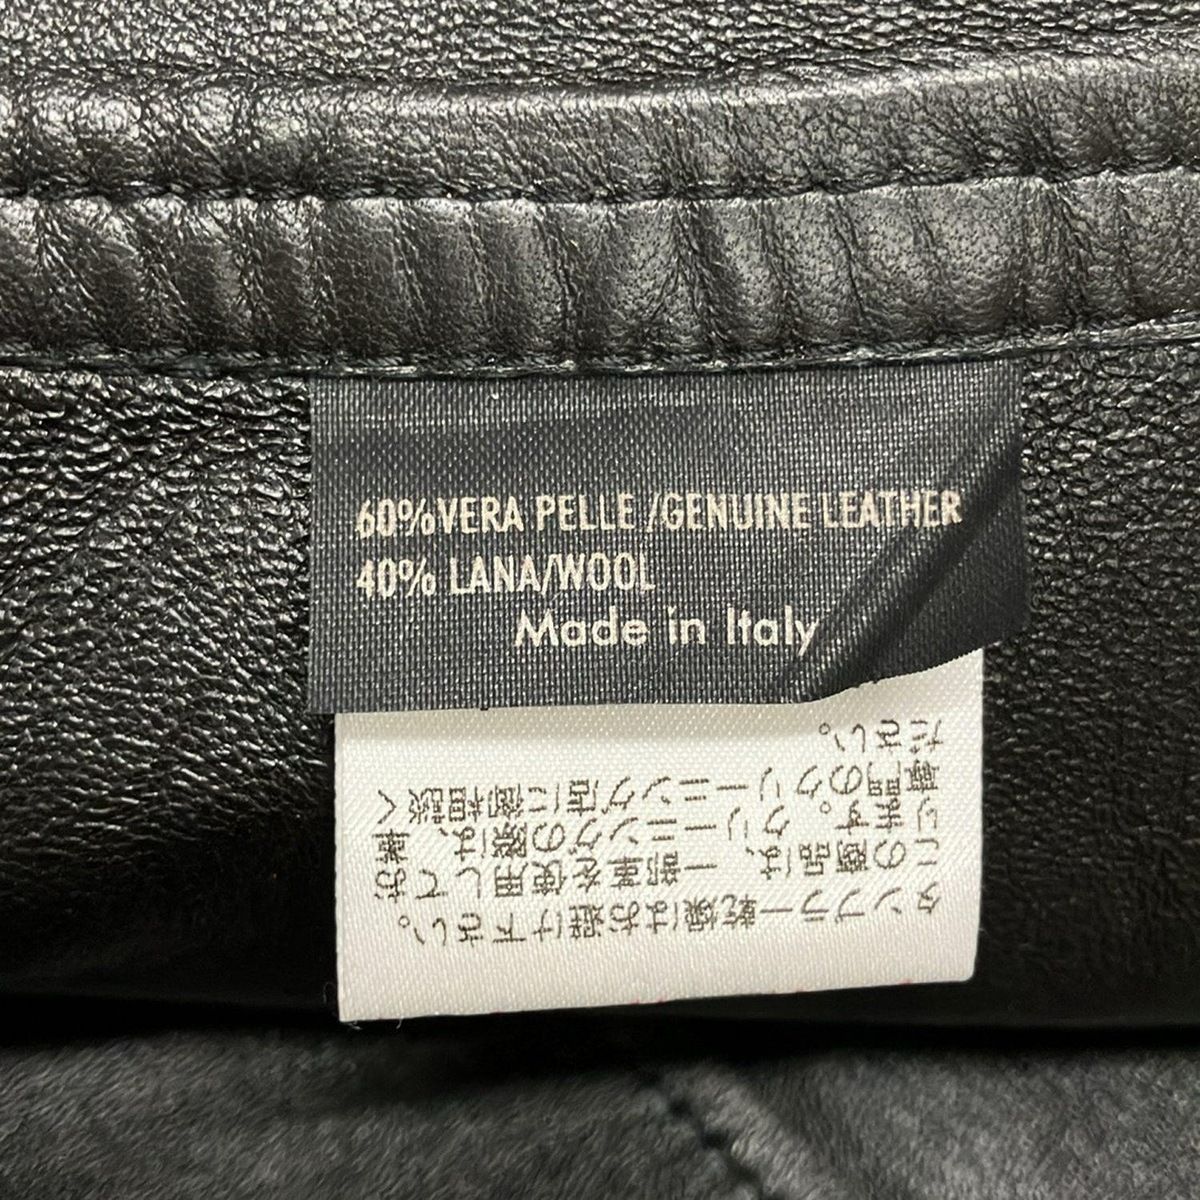 60% VERA PELLE /GENUINE LEATHER
40% LANA/WOOL
Made in Italy
タンブラー乾燥はお避け下さい。
この商品は、一部革を使用してお
ります。クリーニングの際は、革
専門のクリーニング店に御相談く
ださい。